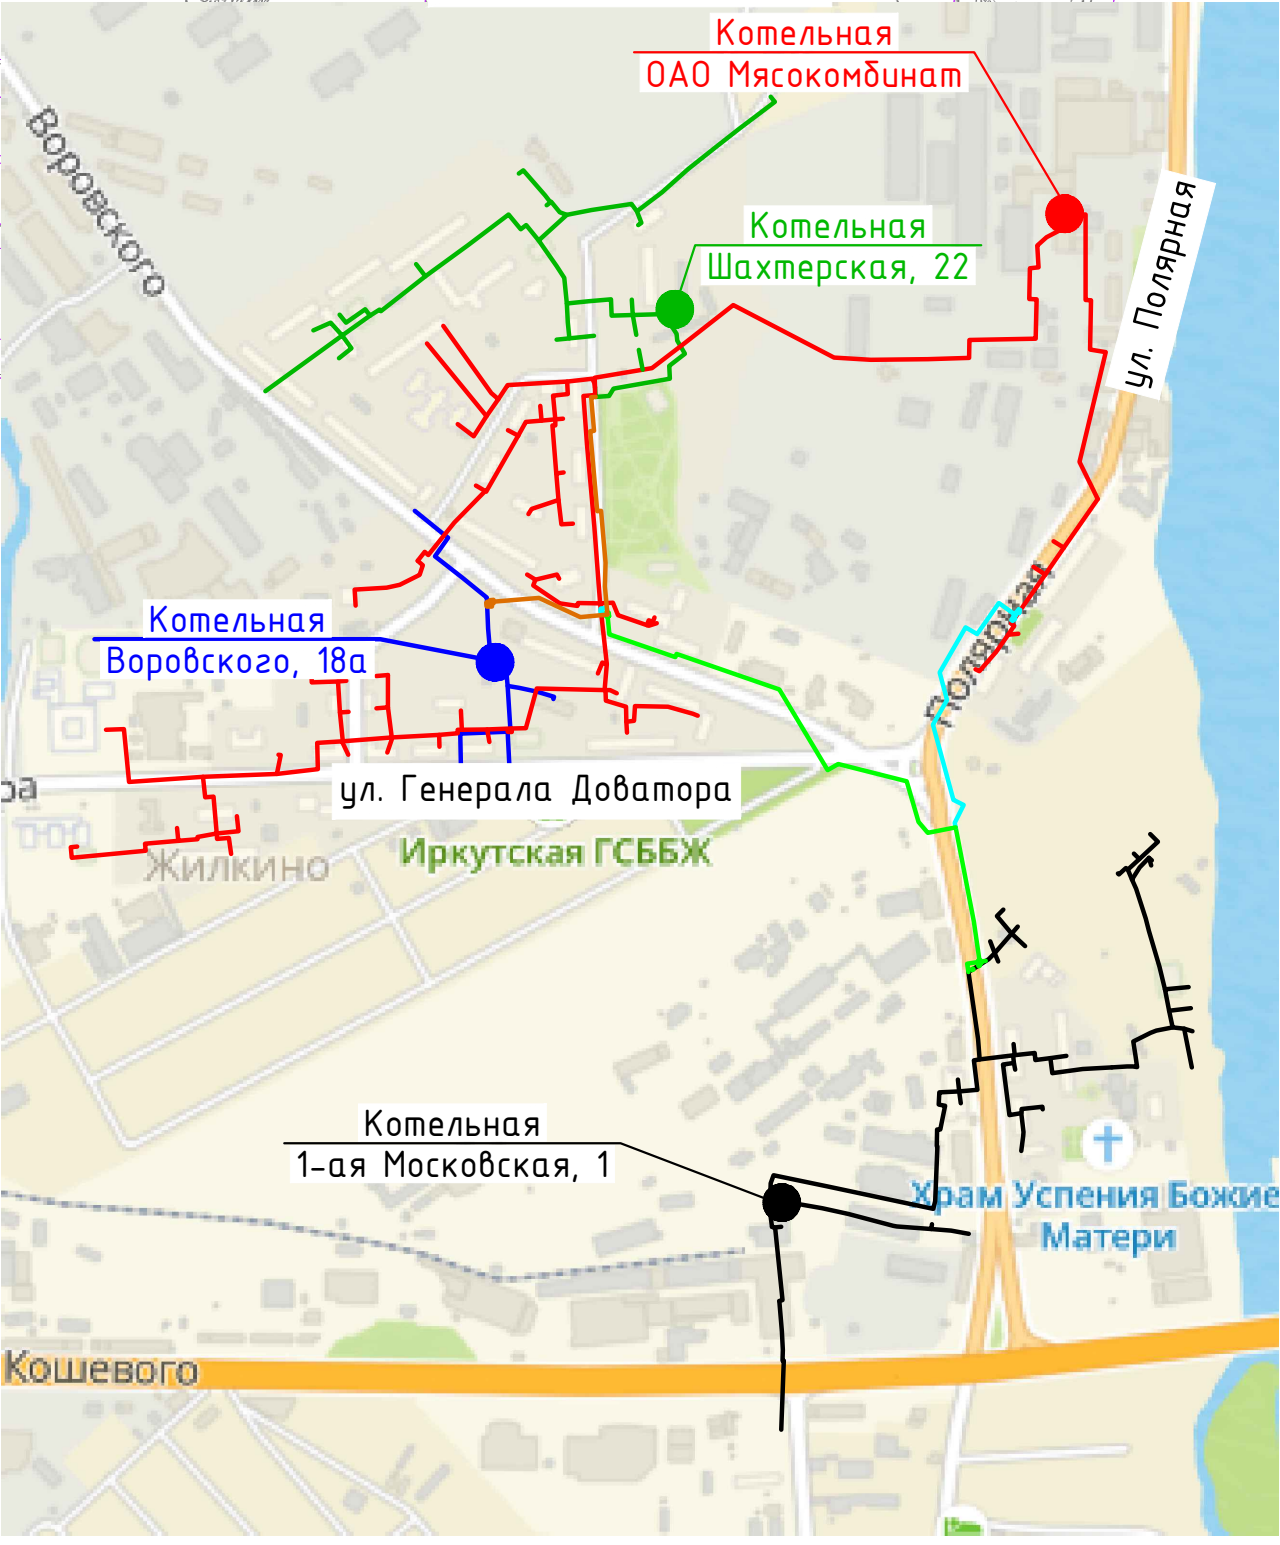 Котельная
ОАО Мясокомбинат
Воровского
ул. Полярная
Котельная
Шахтерская, 22
Полярная
Котельная
Воровского, 18а
ра
ул. Генерала Доватора
Иркутская ГСББЖ
Жилкино
Котельная
1-ая Московская, 1
Храм Успения Божие
Матери
Кошевого